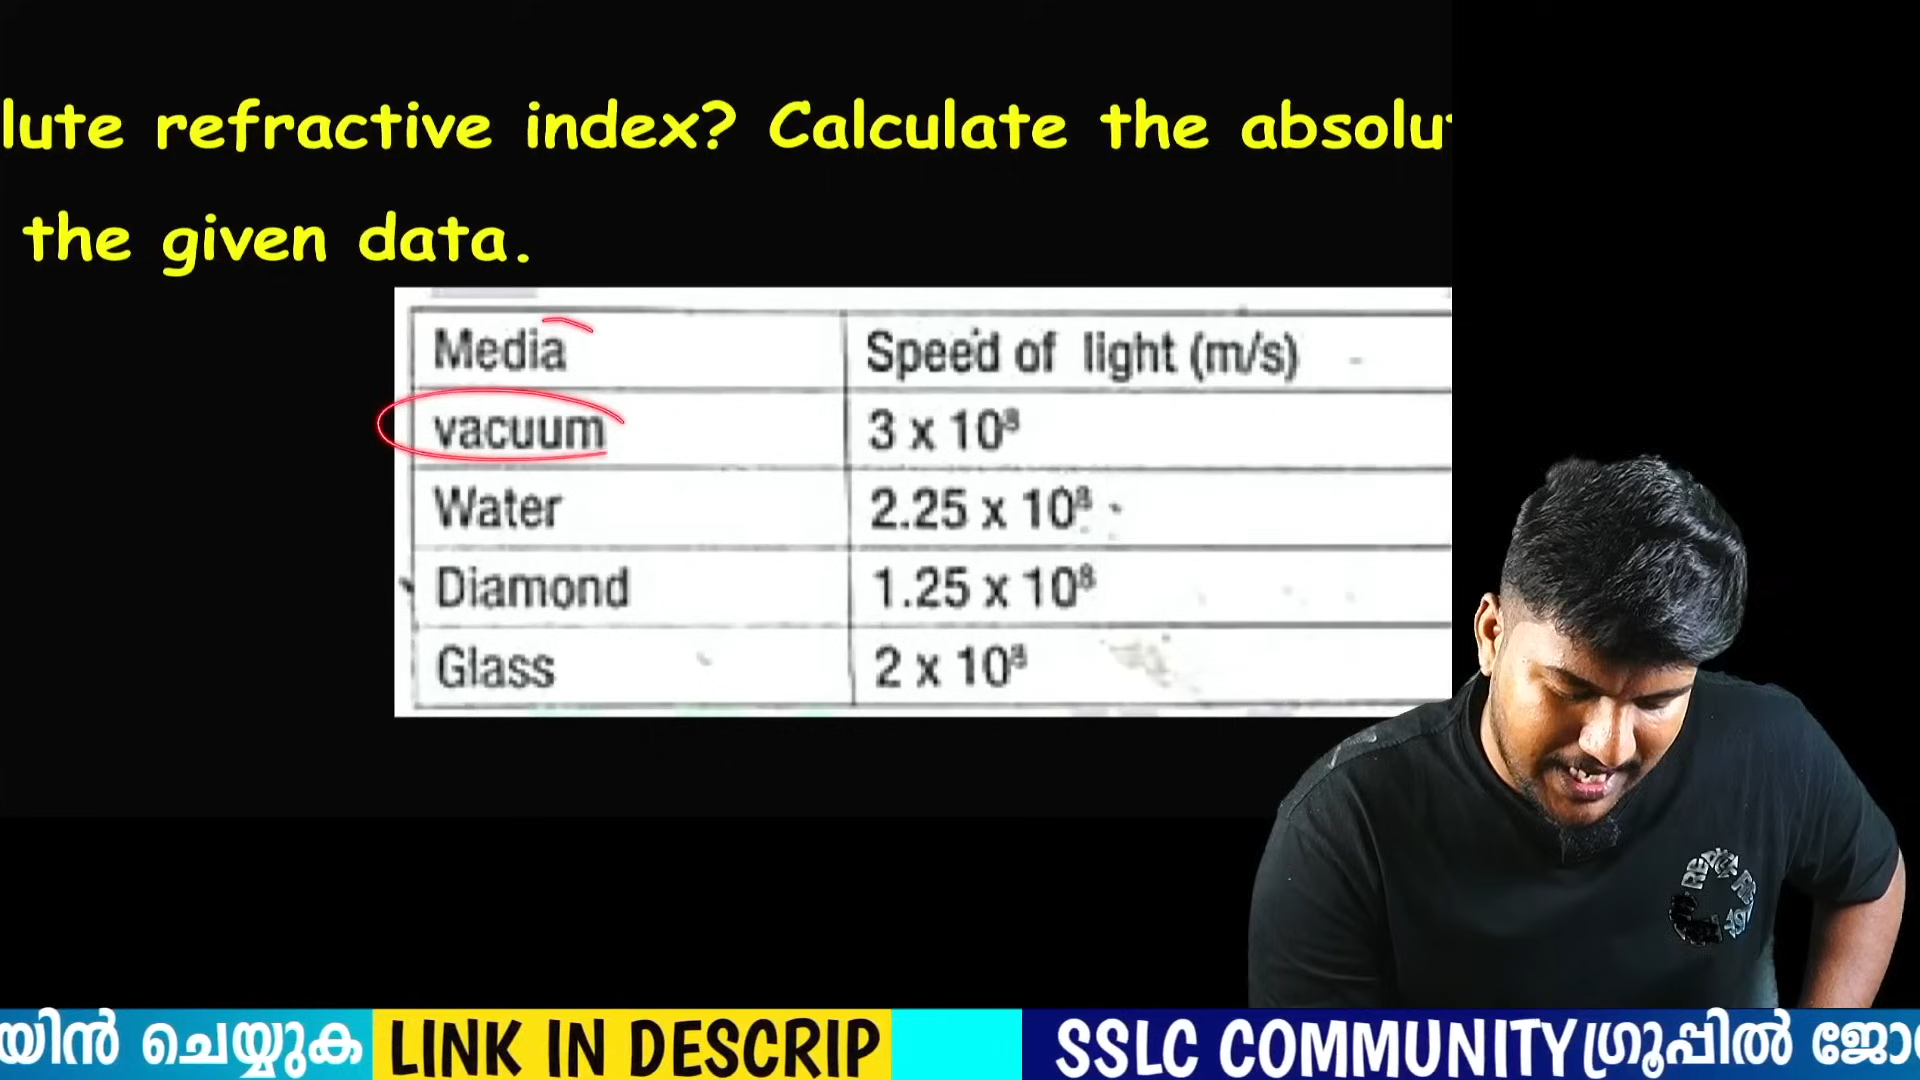 lute refractive index? Calculate the absolu
the given data.
Media Speed of light (m/s)
vacuum 3 x 10⁸
Water 2.25 x 10⁸
Diamond 1.25 x 10⁸
Glass 2 x 10⁸
യിൻ ചെയ്യുക LINK IN DESCRIP SSLC COMMUNITY ഗ്രൂപ്പിൽ ജോ